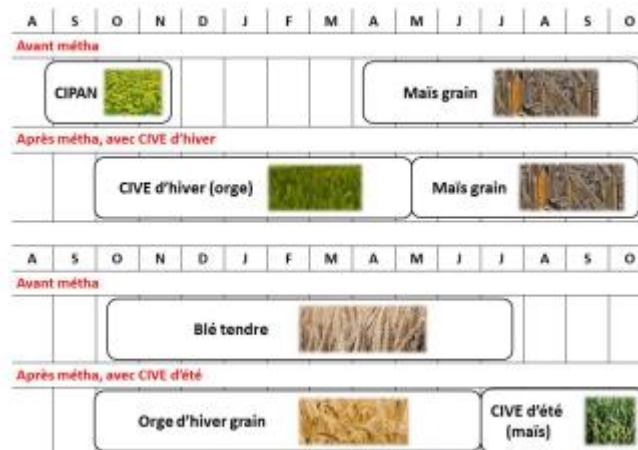 A S O N D J F M A M J J A S O
Avant métha
CIPAN Maïs grain
Après métha, avec CIVE d'hiver
CIVE d'hiver (orge) Maïs grain
A S O N D J F M A M J J A S O
Avant métha
Blé tendre
Après métha, avec CIVE d'été
Orge d'hiver grain CIVE d'été
(maïs)